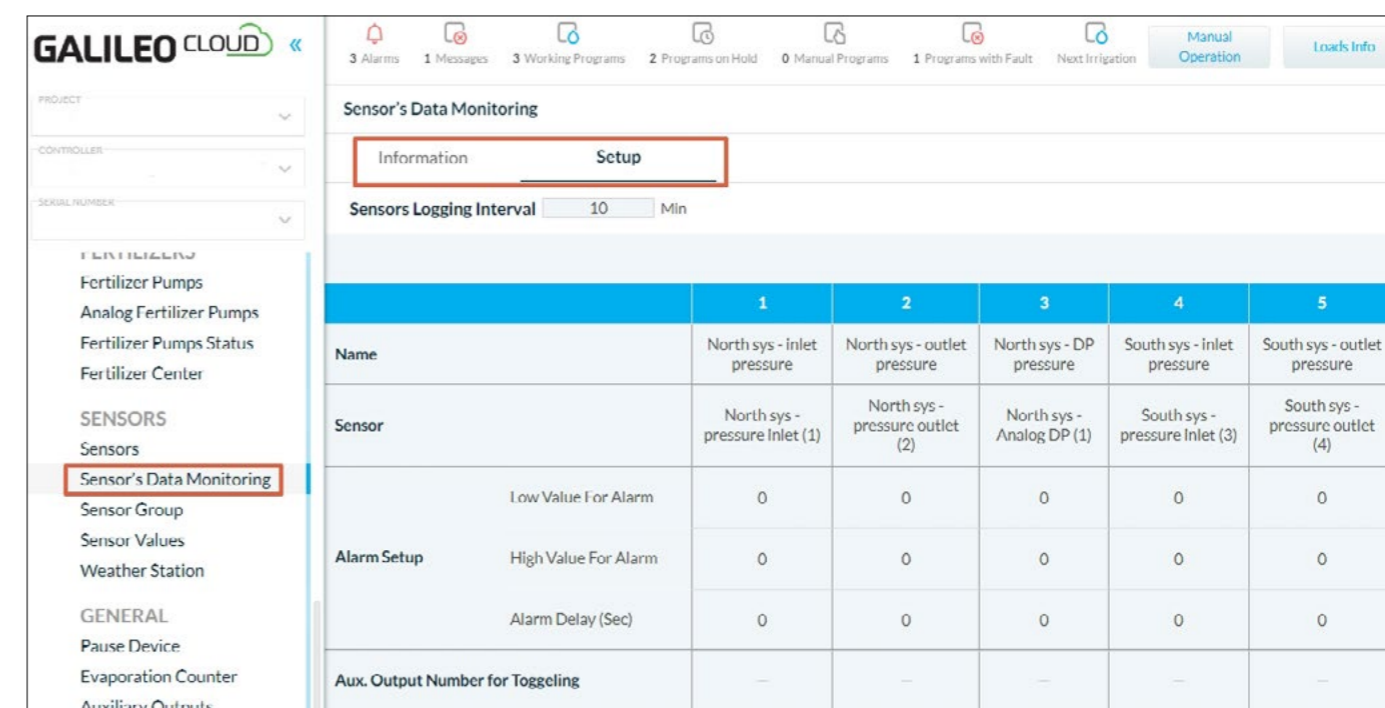 GALILEO CLOUD «
3 Alarms
1 Messages
3 Working Programs
2 Programs on Hold
0 Manual Programs
1 Programs with Fault
Next Irrigation
Manual
Operation
Loads Info
PROJECT
CONTROLLER
SERIAL NUMBER
FERTILIZERS
Fertilizer Pumps
Analog Fertilizer Pumps
Fertilizer Pumps Status
Fertilizer Center
SENSORS
Sensors
Sensor's Data Monitoring
Sensor Group
Sensor Values
Weather Station
GENERAL
Pause Device
Evaporation Counter
Auxiliary Outputs
Sensor's Data Monitoring
Information Setup
Sensors Logging Interval 10 Min
1 2 3 4 5
Name
North sys - inlet
pressure
North sys - outlet
pressure
North sys - DP
pressure
South sys - inlet
pressure
South sys - outlet
pressure
Sensor
North sys -
pressure Inlet (1)
North sys -
pressure outlet
(2)
North sys -
Analog DP (1)
South sys -
pressure Inlet (3)
South sys -
pressure outlet
(4)
Alarm Setup
Low Value For Alarm 0 0 0 0 0
High Value For Alarm 0 0 0 0 0
Alarm Delay (Sec) 0 0 0 0 0
Aux. Output Number for Toggeling — — — — —